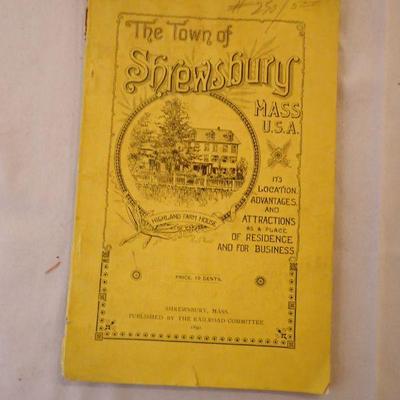 The Town of
Shrewsbury
MASS
U.S.A.
ITS
LOCATION,
ADVANTAGES,
AND
ATTRACTIONS
AS A PLACE
OF RESIDENCE
AND FOR BUSINESS
HIGHLAND FARM HOUSE
PRICE, 10 CENTS.
SHREWSBURY, MASS.
PUBLISHED BY THE RAILROAD COMMITTEE